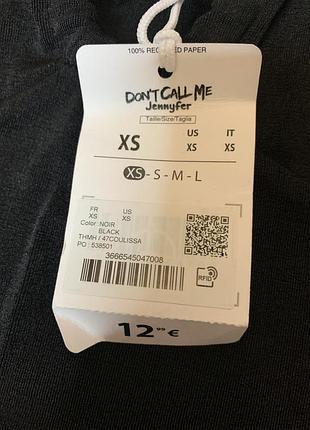 100% RECYCLED PAPER
DON'T CALL ME
Jennyfer
Taille/Size/Taglia
XS
US
XS
IT
XS
XS-S-M-L
FR
XS
US
XS
Color : NOIR
BLACK
THMH / 47COULISSA
PO : 538501
3666545047008
RFID
12,99 €